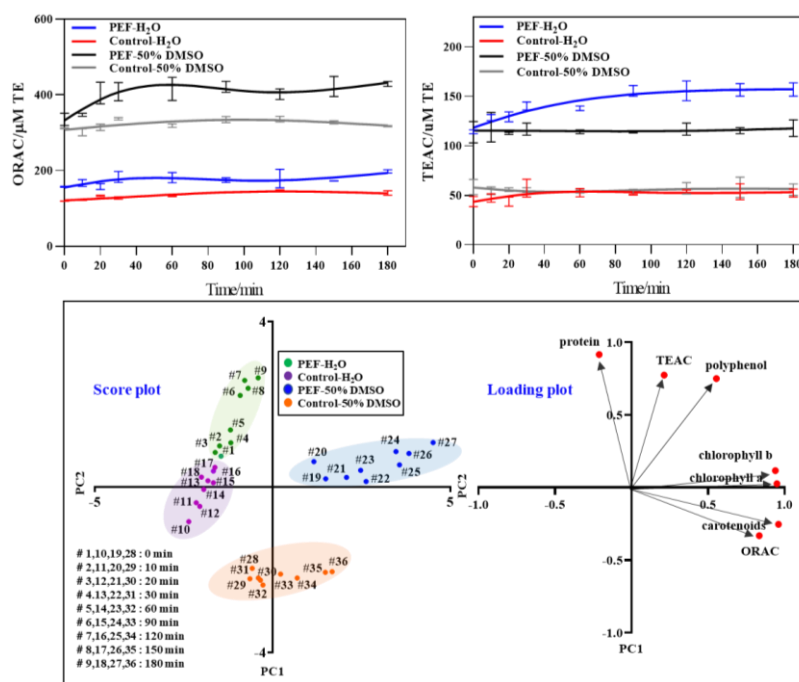 PEF-H₂O
Control-H₂O
PEF-50% DMSO
Control-50% DMSO
ORAC/μM TE
600
400
200
0
0 20 40 60 80 100 120 140 160 180
Time/min
PEF-H₂O
Control-H₂O
PEF-50% DMSO
Control-50% DMSO
TEAC/uM TE
200
150
100
50
0
0 20 40 60 80 100 120 140 160 180
Time/min
Score plot
4
PEF-H₂O
Control-H₂O
PEF-50% DMSO
Control-50% DMSO
#7 #9
#6 #8
#5
#3 #2 #4
#1
#17
#18 #16
#13 #15
#14
#11
#12
#10
#20 #24 #27
#23 #26
#19 #21 #22 #25
PC2
-5
5
#28
#31 #30 #35 #36
#29 #33 #34
#32
-4
PC1
# 1,10,19,28 : 0 min
# 2,11,20,29 : 10 min
# 3,12,21,30 : 20 min
# 4,13,22,31 : 30 min
# 5,14,23,32 : 60 min
# 6,15,24,33 : 90 min
# 7,16,25,34 : 120 min
# 8,17,26,35 : 150 min
# 9,18,27,36 : 180 min
Loading plot
protein
1.0
TEAC
polyphenol
0.5
chlorophyll b
chlorophyll a
PC2
-1.0 -0.5 0.5 1.0
carotenoids
ORAC
-0.5
-1.0
PC1